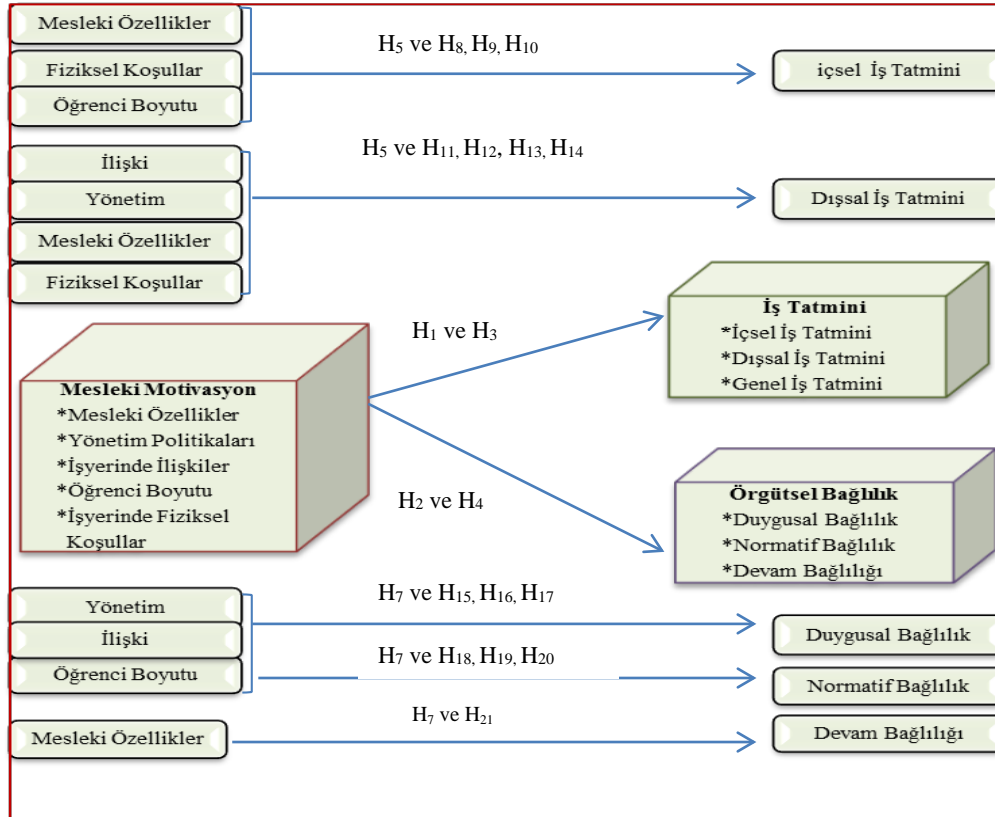 Mesleki Özellikler
Fiziksel Koşullar
Öğrenci Boyutu
H5 ve H8, H9, H10
içsel İş Tatmini
İlişki
Yönetim
Mesleki Özellikler
Fiziksel Koşullar
H5 ve H11, H12, H13, H14
Dışsal İş Tatmini
Mesleki Motivasyon
*Mesleki Özellikler
*Yönetim Politikaları
*İşyerinde İlişkiler
*Öğrenci Boyutu
*İşyerinde Fiziksel
Koşullar
H1 ve H3
İş Tatmini
*İçsel İş Tatmini
*Dışsal İş Tatmini
*Genel İş Tatmini
H2 ve H4
Örgütsel Bağlılık
*Duygusal Bağlılık
*Normatif Bağlılık
*Devam Bağlılığı
Yönetim
İlişki
Öğrenci Boyutu
H7 ve H15, H16, H17
Duygusal Bağlılık
H7 ve H18, H19, H20
Normatif Bağlılık
Mesleki Özellikler
H7 ve H21
Devam Bağlılığı